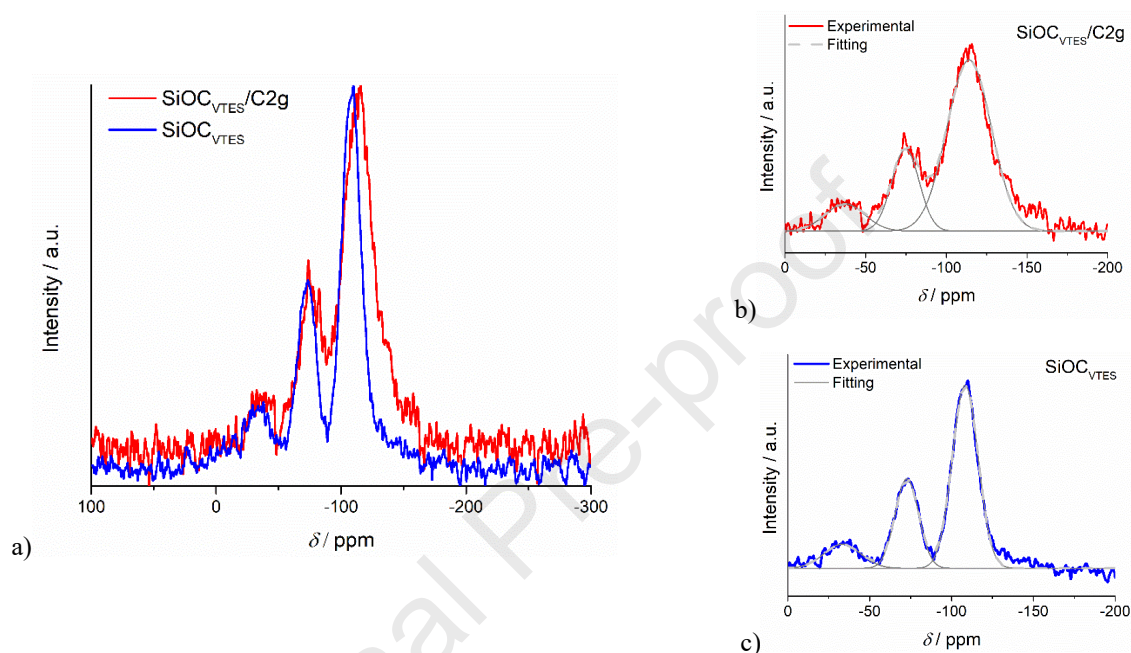 SiOC_VTES/C2g
SiOC_VTES
Intensity / a.u.
100
0
-100
-200
-300
δ / ppm
a)
Experimental
Fitting
SiOC_VTES/C2g
Intensity / a.u.
0
-50
-100
-150
-200
δ / ppm
b)
Experimental
Fitting
SiOC_VTES
Intensity / a.u.
0
-50
-100
-150
-200
δ / ppm
c)
al Pre-proof